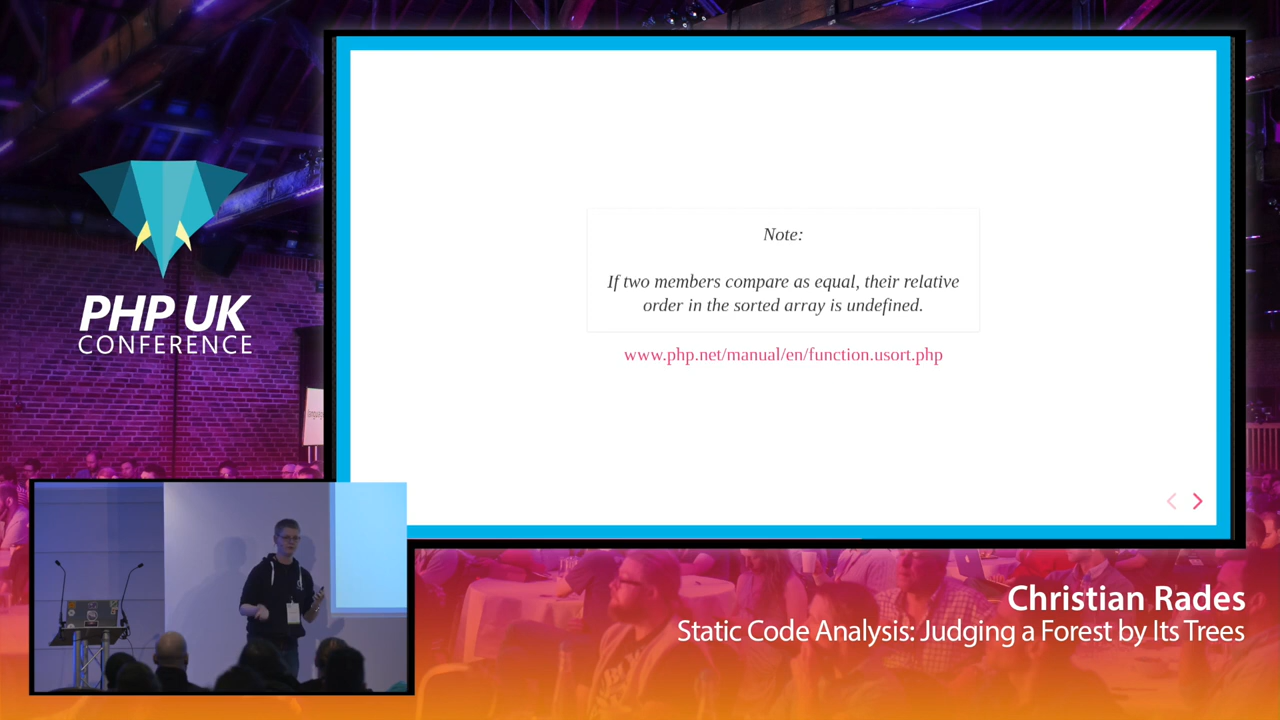 Note:
If two members compare as equal, their relative
order in the sorted array is undefined.
www.php.net/manual/en/function.usort.php
PHP UK
CONFERENCE
Christian Rades
Static Code Analysis: Judging a Forest by Its Trees